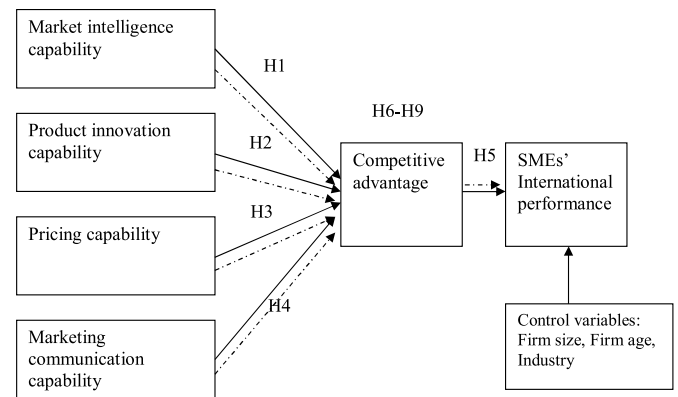 Market intelligence
capability
H1
Product innovation
capability
H2
Pricing capability
H3
Marketing
communication
capability
H4
H6-H9
Competitive
advantage
H5
SMEs’
International
performance
Control variables:
Firm size, Firm age,
Industry